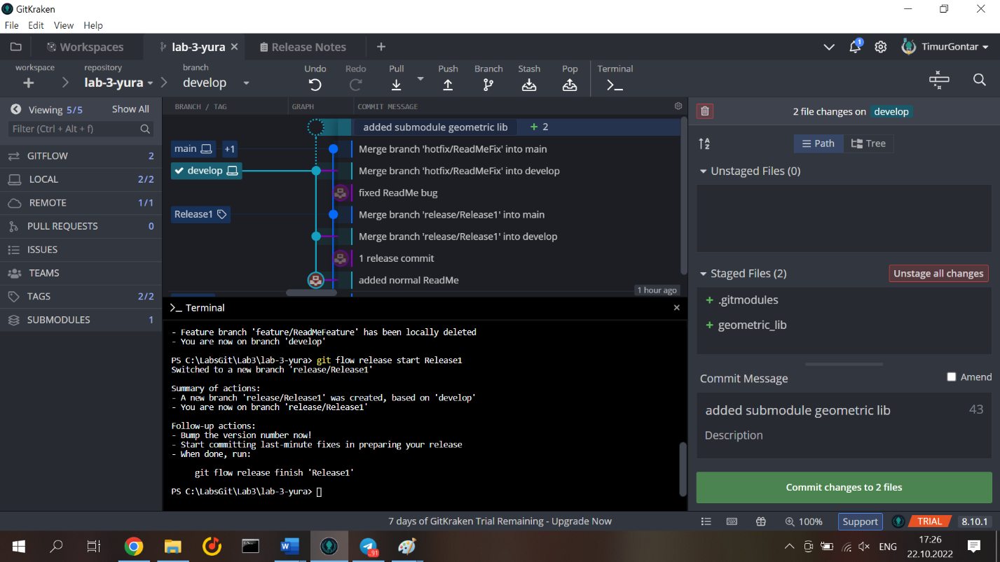 GitKraken
File Edit View Help
Workspaces lab-3-yura Release Notes 1 TimurGontar
workspace repository branch
lab-3-yura develop
Undo Redo Pull Push Branch Stash Pop Terminal
Viewing 5/5 Show All
Filter (Ctrl + Alt + f)
GITFLOW 2
LOCAL 2/2
REMOTE 1/1
PULL REQUESTS 0
ISSUES
TEAMS
TAGS 2/2
SUBMODULES 1
BRANCH / TAG GRAPH COMMIT MESSAGE
added submodule geometric lib + 2
main +1 Merge branch 'hotfix/ReadMeFix' into main
develop Merge branch 'hotfix/ReadMeFix' into develop
fixed ReadMe bug
Release1 Merge branch 'release/Release1' into main
Merge branch 'release/Release1' into develop
1 release commit
added normal ReadMe
1 hour ago
>_ Terminal
- Feature branch 'feature/ReadMeFeature' has been locally deleted
- You are now on branch 'develop'
PS C:\LabsGit\Lab3\lab-3-yura> git flow release start Release1
Switched to a new branch 'release/Release1'
Summary of actions:
- A new branch 'release/Release1' was created, based on 'develop'
- You are now on branch 'release/Release1'
Follow-up actions:
- Bump the version number now!
- Start committing last-minute fixes in preparing your release
- When done, run:
git flow release finish 'Release1'
PS C:\LabsGit\Lab3\lab-3-yura>
2 file changes on develop
Path Tree
Unstaged Files (0)
Staged Files (2) Unstage all changes
+ .gitmodules
+ geometric_lib
Commit Message Amend
added submodule geometric lib 43
Description
Commit changes to 2 files
7 days of GitKraken Trial Remaining - Upgrade Now 100% Support TRIAL 8.10.1
W ..91 ENG 17:26
22.10.2022